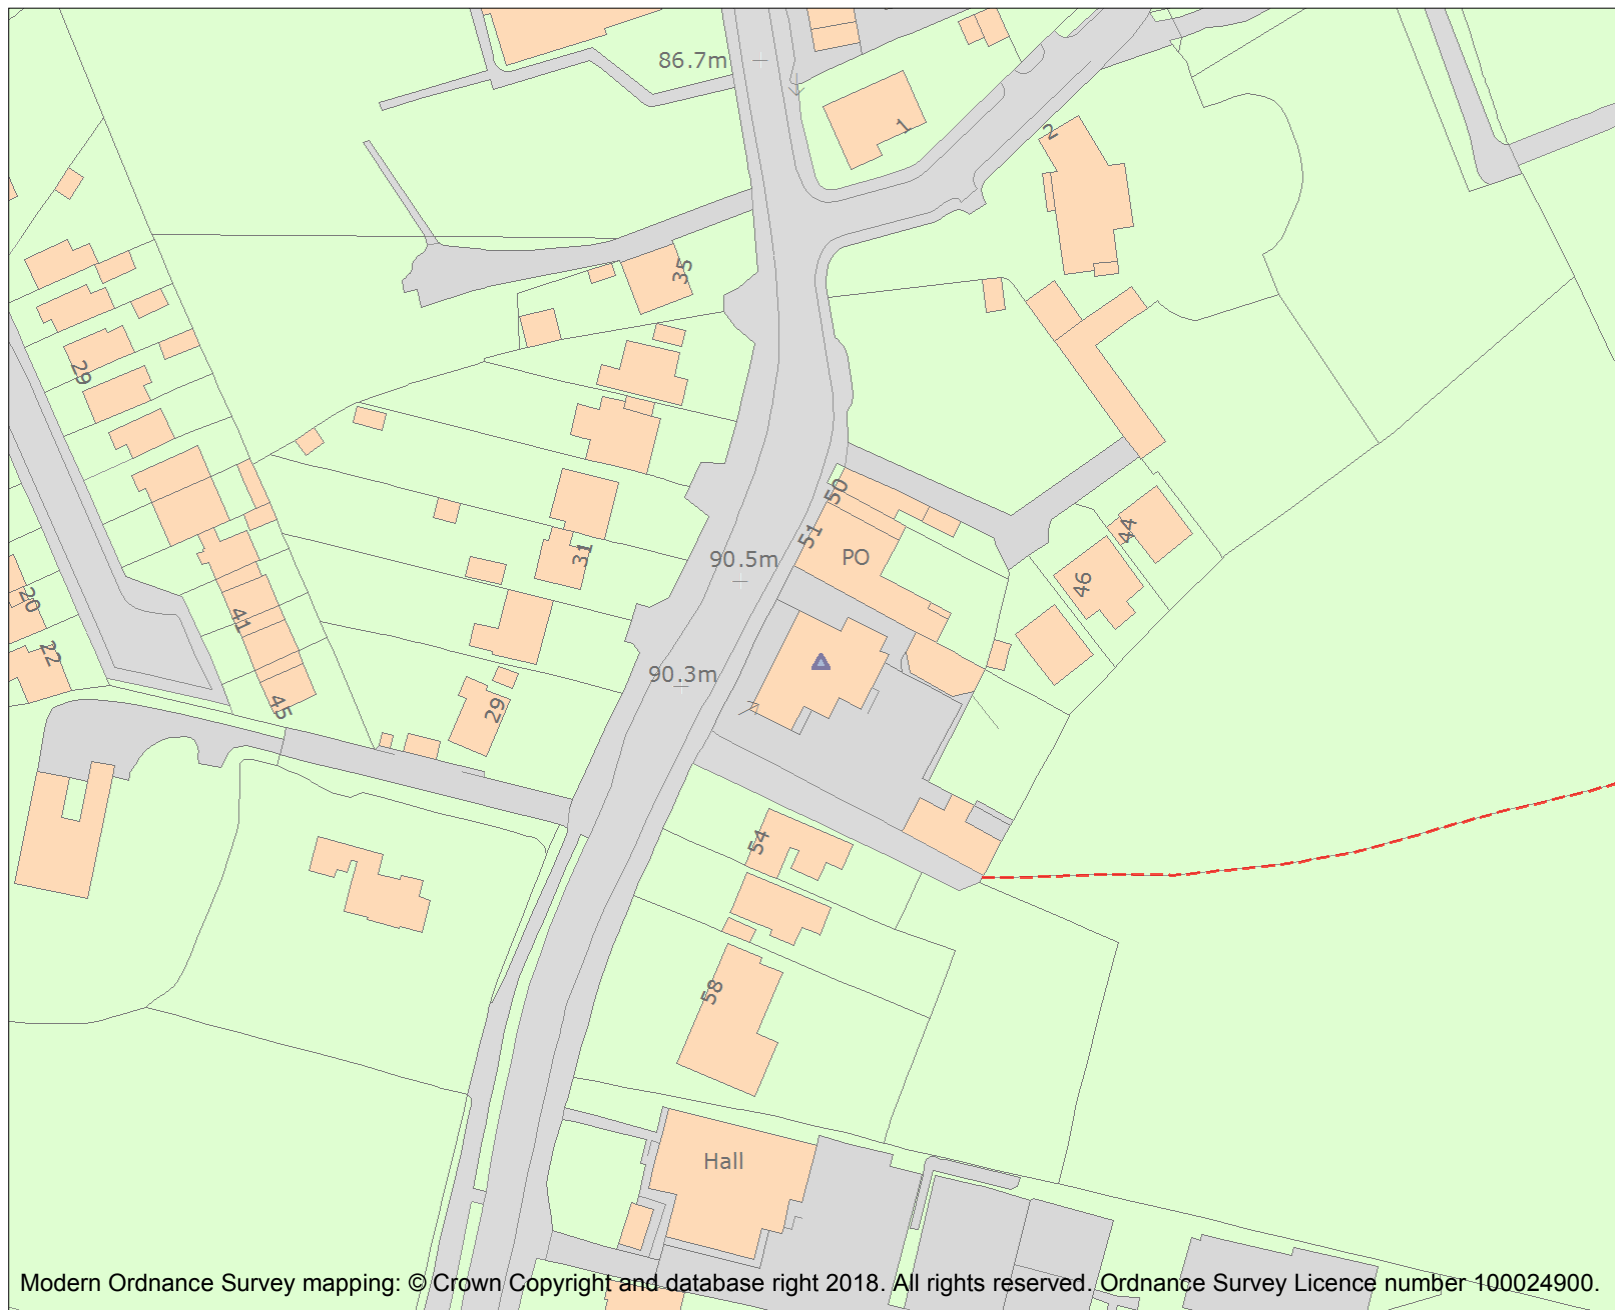 86.7m
1
2
35
29
50
51
PO
44
31
90.5m
46
20
41
22
90.3m
45
29
54
58
Hall
Modern Ordnance Survey mapping: © Crown Copyright and database right 2018. All rights reserved. Ordnance Survey Licence number 100024900.